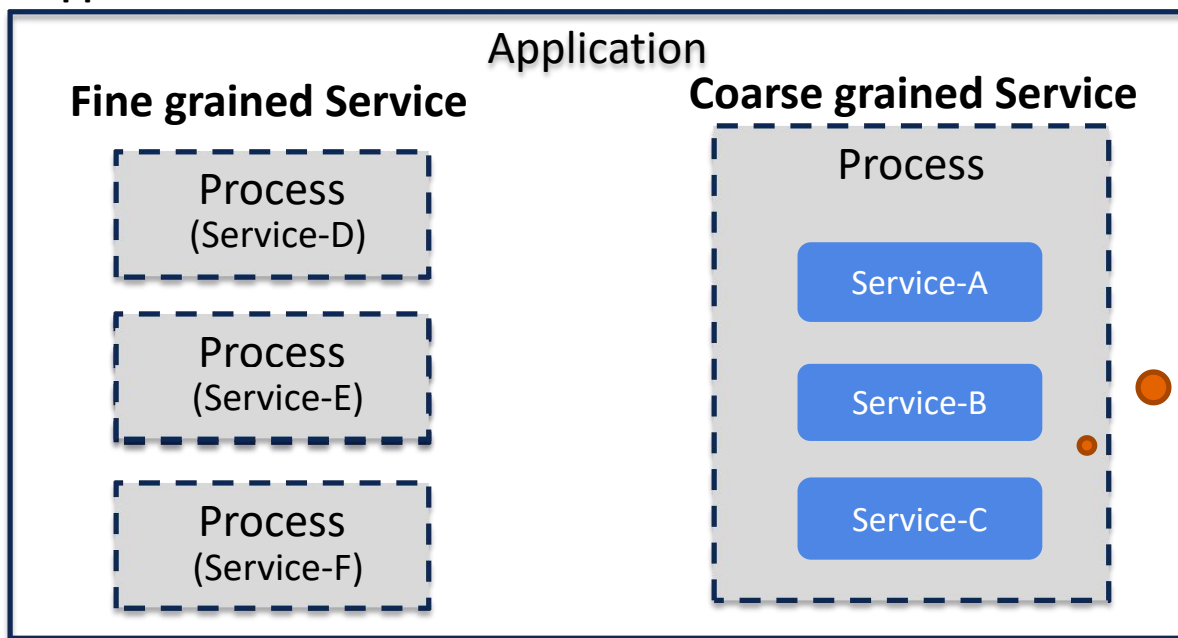 Application
Fine grained Service
Coarse grained Service
Process
(Service-D)
Process
(Service-E)
Process
(Service-F)
Process
Service-A
Service-B
Service-C